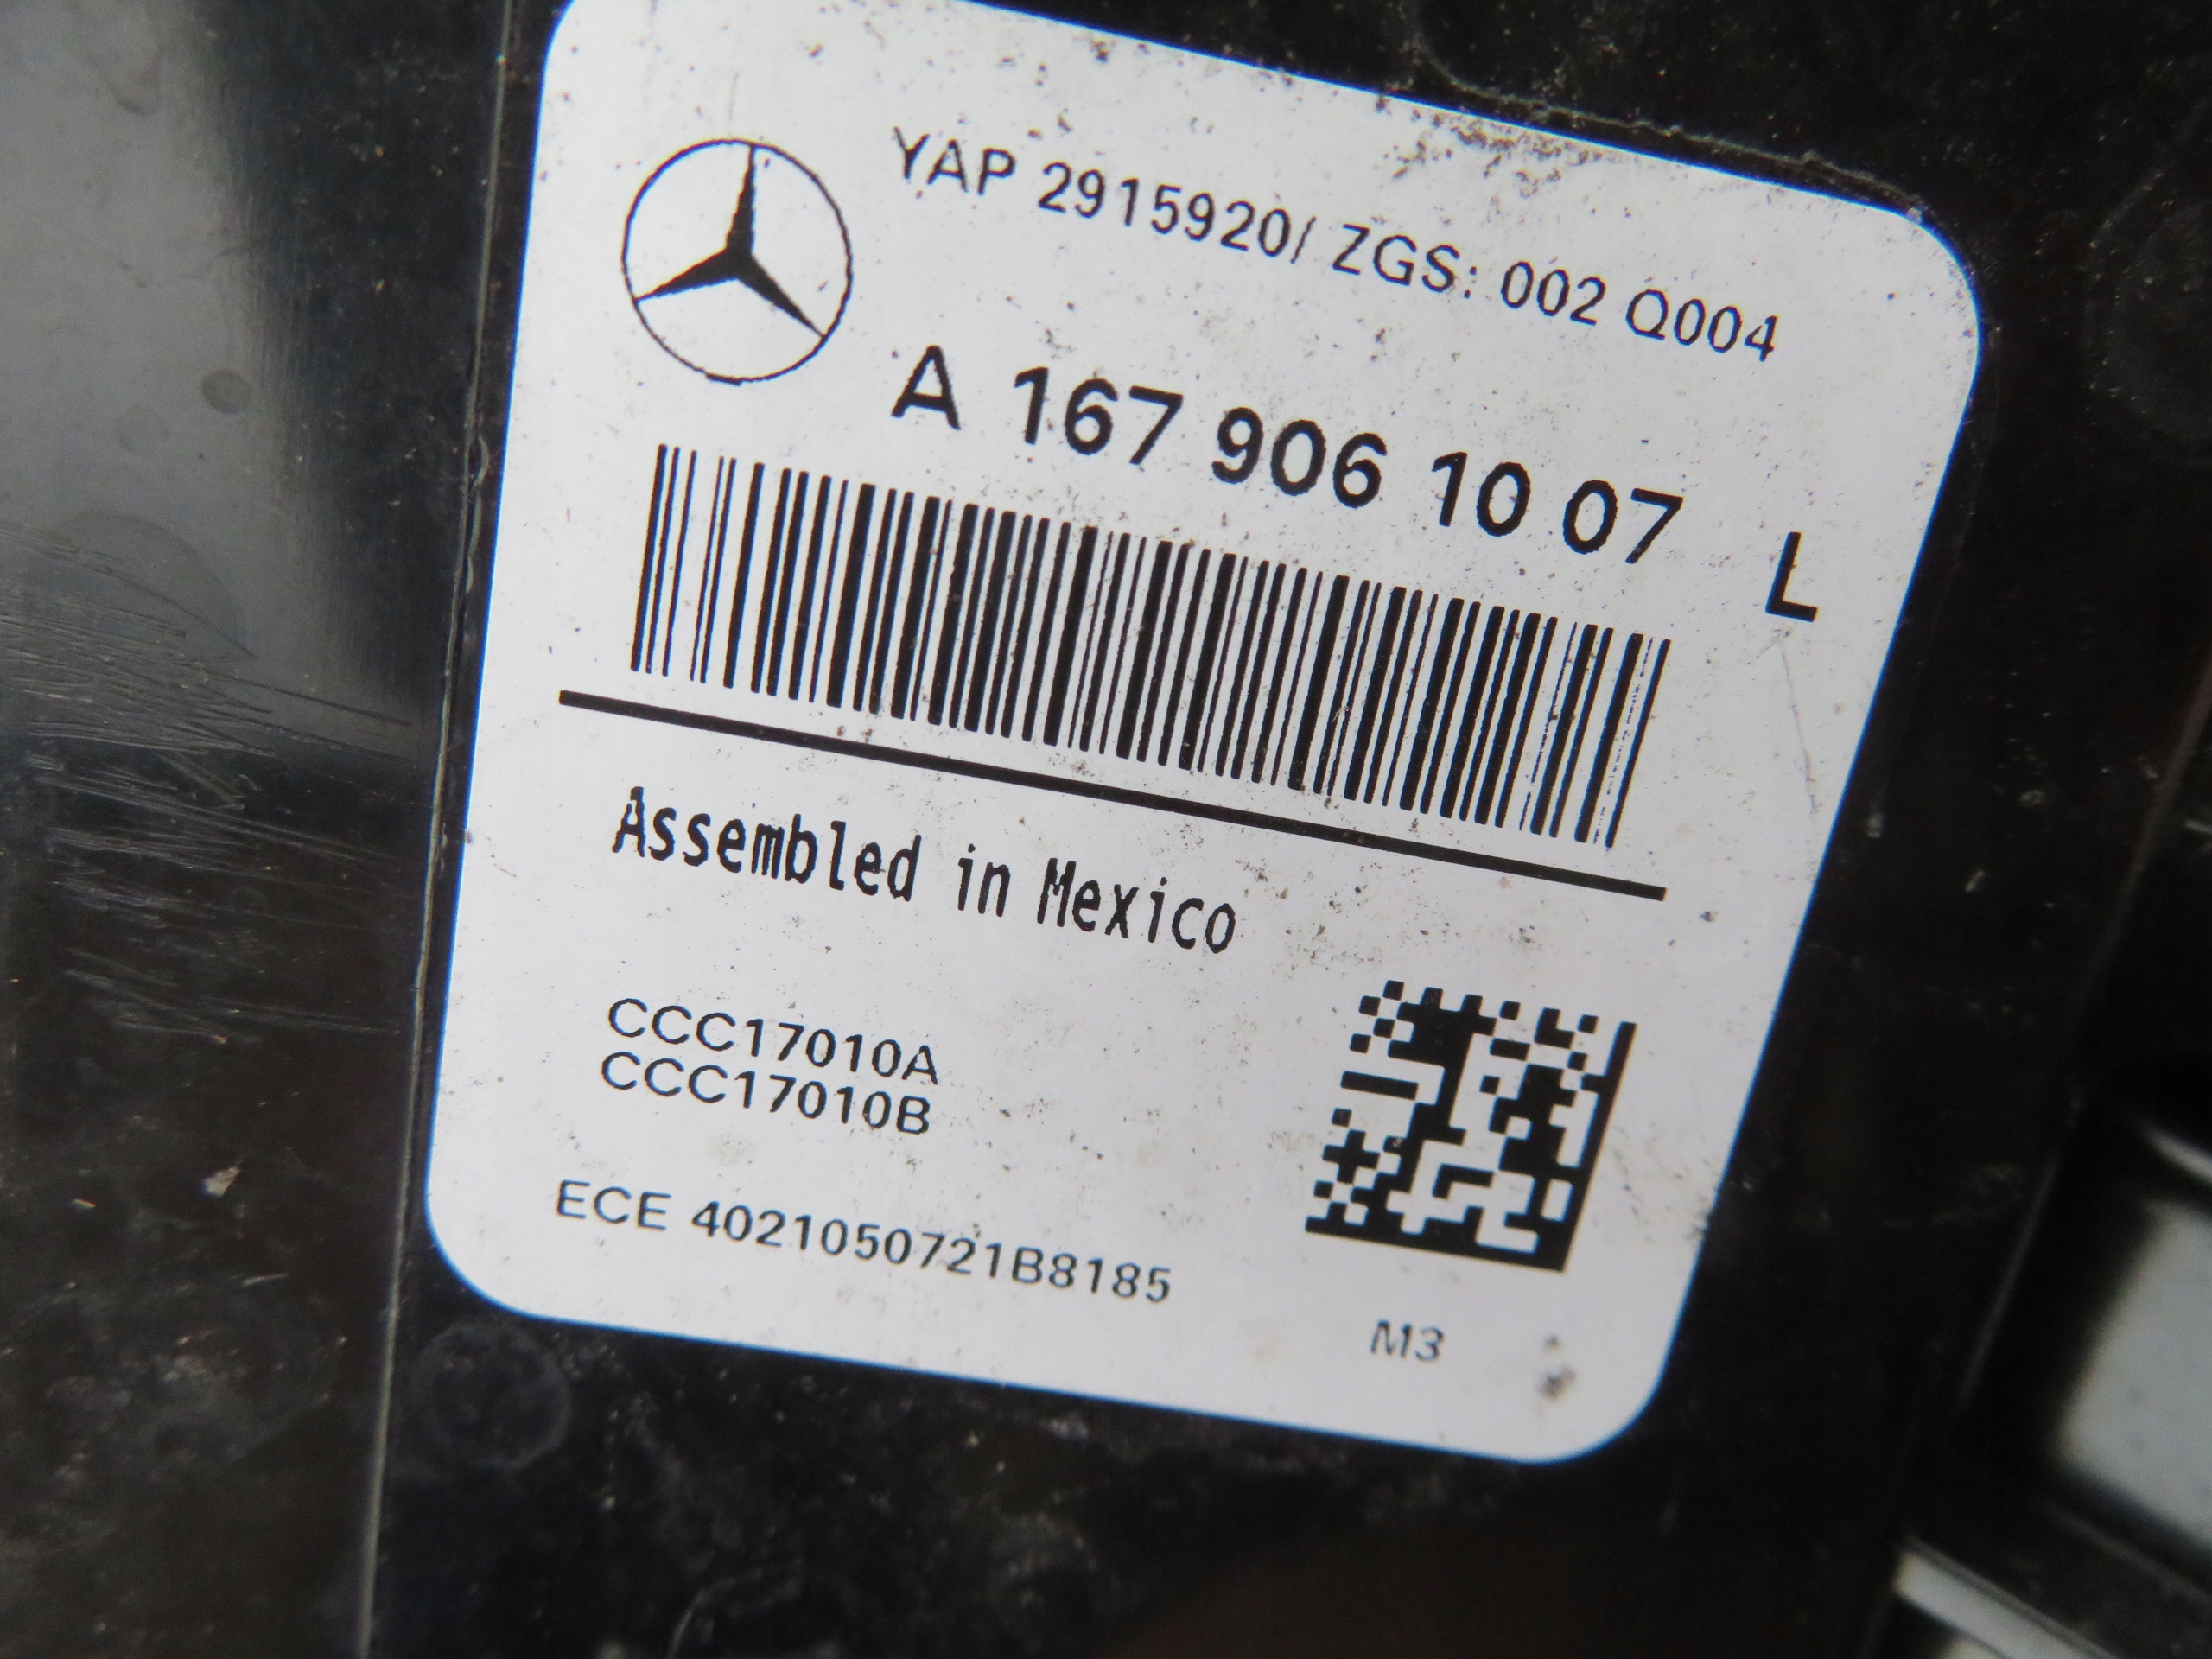 YAP 2915920/ ZGS: 002 Q004
A 167 906 10 07 L
Assembled in Mexico
CCC17010A
CCC17010B
ECE 4021050721B8185
M3